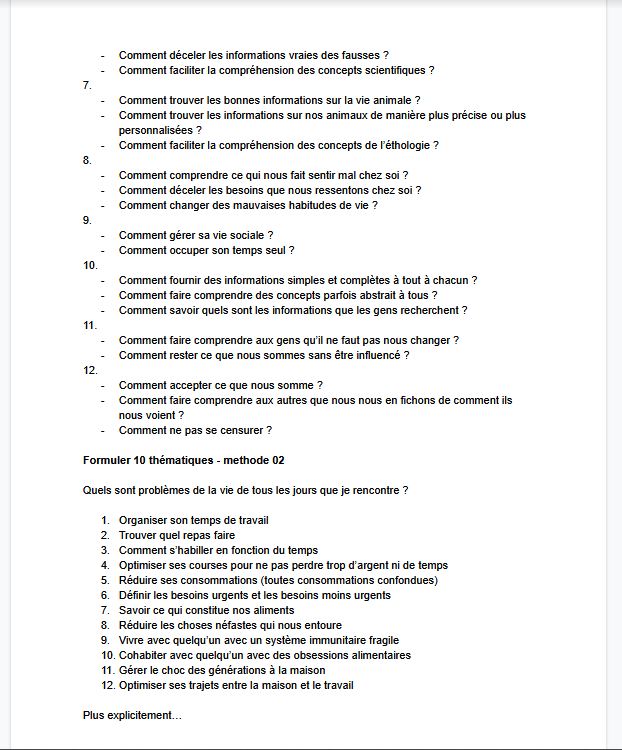 - Comment déceler les informations vraies des fausses ?
- Comment faciliter la compréhension des concepts scientifiques ?
7.
- Comment trouver les bonnes informations sur la vie animale ?
- Comment trouver les informations sur nos animaux de manière plus précise ou plus
personnalisées ?
- Comment faciliter la compréhension des concepts de l'éthologie ?
8.
- Comment comprendre ce qui nous fait sentir mal chez soi ?
- Comment déceler les besoins que nous ressentons chez soi ?
- Comment changer des mauvaises habitudes de vie ?
9.
- Comment gérer sa vie sociale ?
- Comment occuper son temps seul ?
10.
- Comment fournir des informations simples et complètes à tout à chacun ?
- Comment faire comprendre des concepts parfois abstrait à tous ?
- Comment savoir quels sont les informations que les gens recherchent ?
11.
- Comment faire comprendre aux gens qu'il ne faut pas nous changer ?
- Comment rester ce que nous sommes sans être influencé ?
12.
- Comment accepter ce que nous somme ?
- Comment faire comprendre aux autres que nous nous en fichons de comment ils
nous voient ?
- Comment ne pas se censurer ?
Formuler 10 thématiques - methode 02
Quels sont problèmes de la vie de tous les jours que je rencontre ?
1. Organiser son temps de travail
2. Trouver quel repas faire
3. Comment s'habiller en fonction du temps
4. Optimiser ses courses pour ne pas perdre trop d'argent ni de temps
5. Réduire ses consommations (toutes consommations confondues)
6. Définir les besoins urgents et les besoins moins urgents
7. Savoir ce qui constitue nos aliments
8. Réduire les choses néfastes qui nous entoure
9. Vivre avec quelqu'un avec un système immunitaire fragile
10. Cohabiter avec quelqu'un avec des obsessions alimentaires
11. Gérer le choc des générations à la maison
12. Optimiser ses trajets entre la maison et le travail
Plus explicitement…